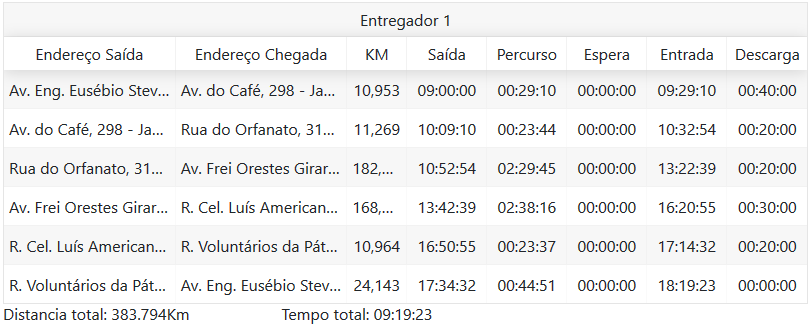 Entregador 1
Endereço Saída Endereço Chegada KM Saída Percurso Espera Entrada Descarga
Av. Eng. Eusébio Stev... Av. do Café, 298 - Ja... 10,953 09:00:00 00:29:10 00:00:00 09:29:10 00:40:00
Av. do Café, 298 - Ja... Rua do Orfanato, 31... 11,269 10:09:10 00:23:44 00:00:00 10:32:54 00:20:00
Rua do Orfanato, 31... Av. Frei Orestes Girar... 182,... 10:52:54 02:29:45 00:00:00 13:22:39 00:20:00
Av. Frei Orestes Girar... R. Cel. Luís American... 168,... 13:42:39 02:38:16 00:00:00 16:20:55 00:30:00
R. Cel. Luís American... R. Voluntários da Pát... 10,964 16:50:55 00:23:37 00:00:00 17:14:32 00:20:00
R. Voluntários da Pát... Av. Eng. Eusébio Stev... 24,143 17:34:32 00:44:51 00:00:00 18:19:23 00:00:00
Distancia total: 383.794Km Tempo total: 09:19:23